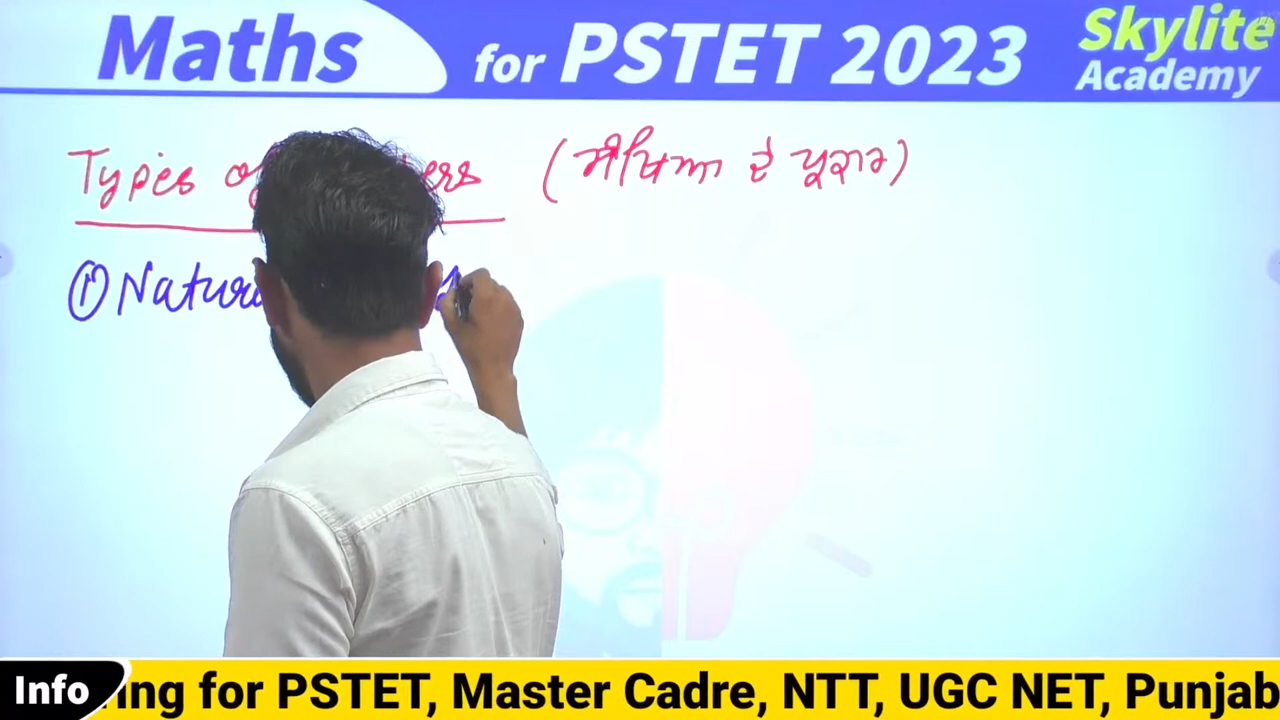 Maths for PSTET 2023
Skylite
Academy
Types of (ਸੰਖਿਆ ਦੇ ਪ੍ਰਕਾਰ)
①
Info ing for PSTET, Master Cadre, NTT, UGC NET, Punjab